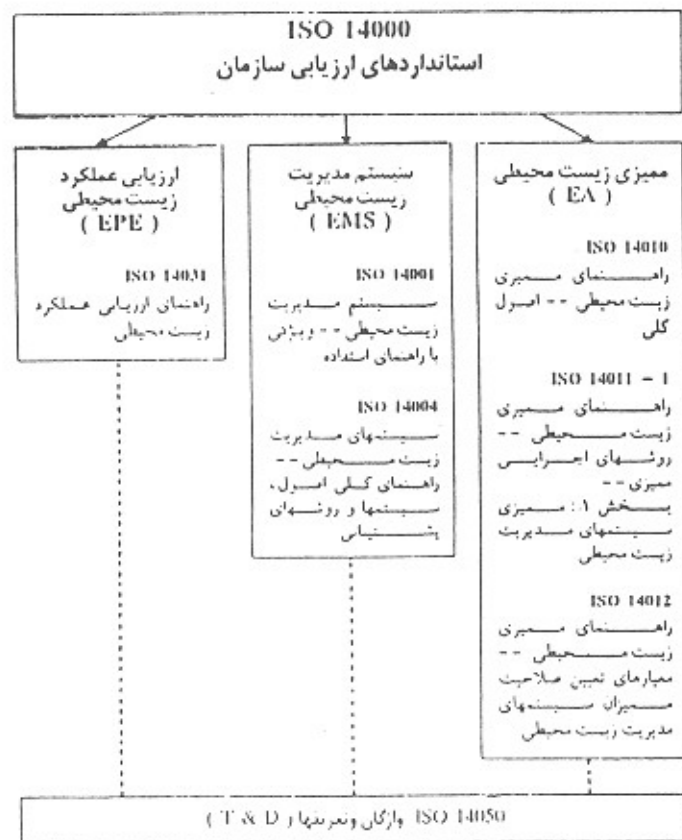 ISO 14000
استانداردهای ارزیابی سازمان
ممیزی زیست محیطی
( EA )
ISO 14010
راهنمای ممیزی
زیست محیطی -- اصول
کلی
ISO 14011 - 1
راهنمای ممیزی
زیست محیطی --
روشهای اجرایی
ممیزی --
بخش ۱: ممیزی
سیستمهای مدیریت
زیست محیطی
ISO 14012
راهنمای ممیزی
زیست محیطی --
معیارهای تعیین صلاحیت
ممیزان سیستمهای
مدیریت زیست محیطی
سیستم مدیریت
زیست محیطی
( EMS )
ISO 14001
سیستم مدیریت
زیست محیطی -- ویژگی
با راهنمای استفاده
ISO 14004
سیستمهای مدیریت
زیست محیطی --
راهنمای کلی اصول،
سیستمها و روشهای
پشتیبانی
ارزیابی عملکرد
زیست محیطی
( EPE )
ISO 14031
راهنمای ارزیابی عملکرد
زیست محیطی
ISO 14050 واژگان وتعریفها ( T & D )